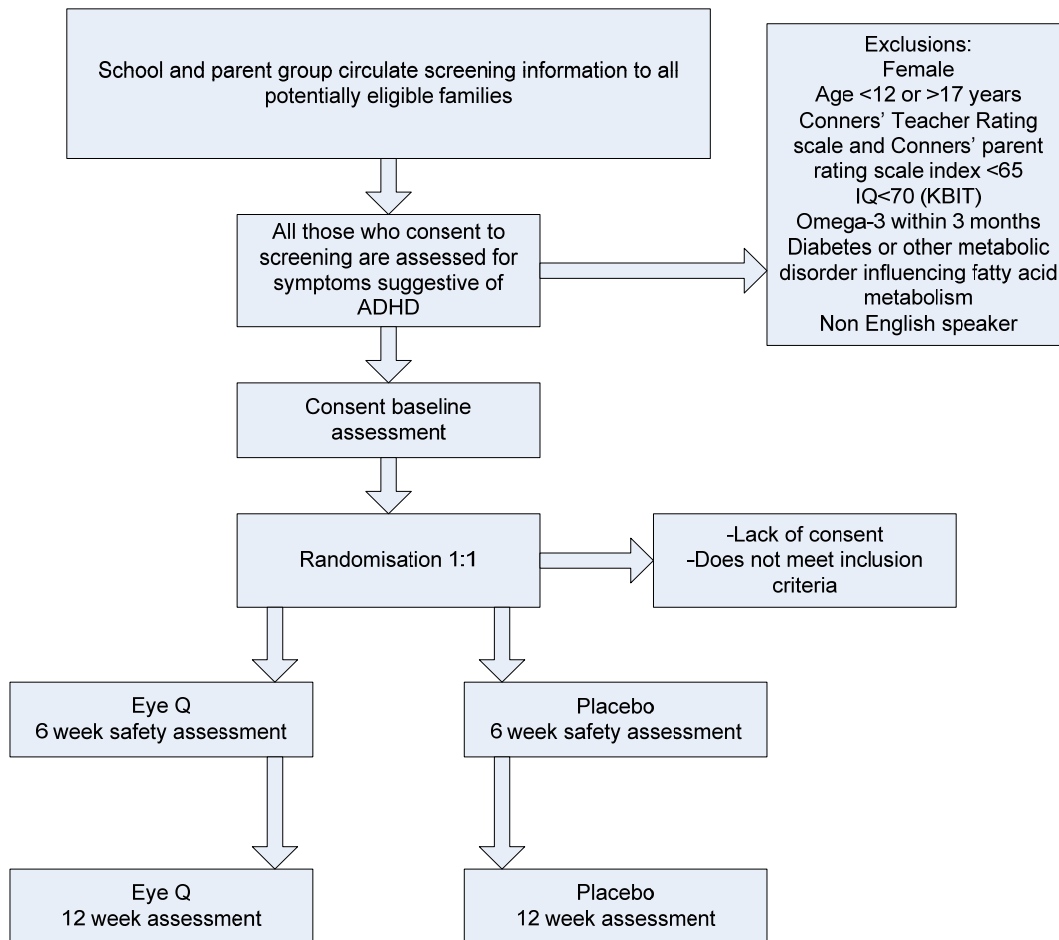 School and parent group circulate screening information to all
potentially eligible families
Exclusions:
Female
Age <12 or >17 years
Conners' Teacher Rating
scale and Conners' parent
rating scale index <65
IQ<70 (KBIT)
Omega-3 within 3 months
Diabetes or other metabolic
disorder influencing fatty acid
metabolism
Non English speaker
All those who consent to
screening are assessed for
symptoms suggestive of
ADHD
Consent baseline
assessment
Randomisation 1:1
-Lack of consent
-Does not meet inclusion
criteria
Eye Q
6 week safety assessment
Placebo
6 week safety assessment
Eye Q
12 week assessment
Placebo
12 week assessment